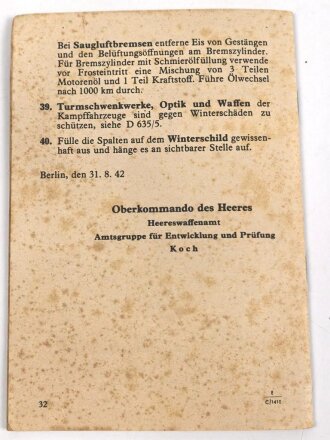 Bei Saugluftbremsen entferne Eis von Gestängen
und den Belüftungsöffnungen am Bremszylinder.
Für Bremszylinder mit Schmierölfüllung verwende
vor Frosteintritt eine Mischung von 3 Teilen
Motorenöl und 1 Teil Kraftstoff. Führe Ölwechsel
nach 1000 km durch.
39. Turmschwenkwerke, Optik und Waffen der
Kampffahrzeuge sind gegen Winterschäden zu
schützen, siehe D 635/5.
40. Fülle die Spalten auf dem Winterschild gewissen-
haft aus und hänge es an sichtbarer Stelle auf.
Berlin, den 31. 8. 42
Oberkommando des Heeres
Heereswaffenamt
Amtsgruppe für Entwicklung und Prüfung
Koch
32